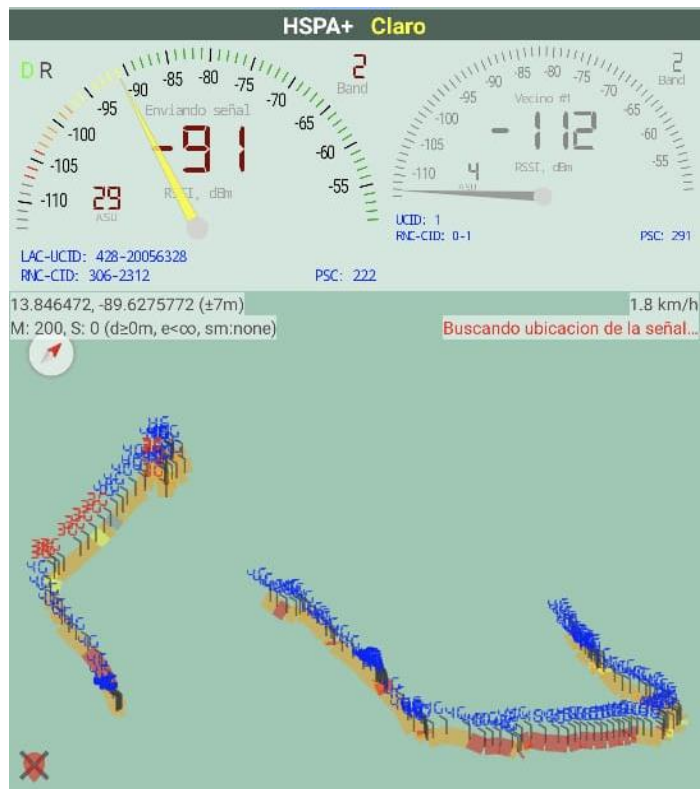 HSPA+ Claro
D R
-110 -105 -100 -95 -90 -85 -80 -75 -70 -65 -60 -55
Enviando señal
-91
RSSI, dBm
29
ASU
2
Band
LAC-UCID: 428-20056328
RNC-CID: 306-2312 PSC: 222
-110 -105 -100 -95 -90 -85 -80 -75 -70 -65 -60 -55
Vecino #1
-112
RSSI, dBm
4
ASU
2
Band
UCID: 1
RNC-CID: 0-1 PSC: 291
13.846472, -89.6275772 (±7m) 1.8 km/h
M: 200, S: 0 (d≥0m, e<∞, sm:none) Buscando ubicacion de la señal...